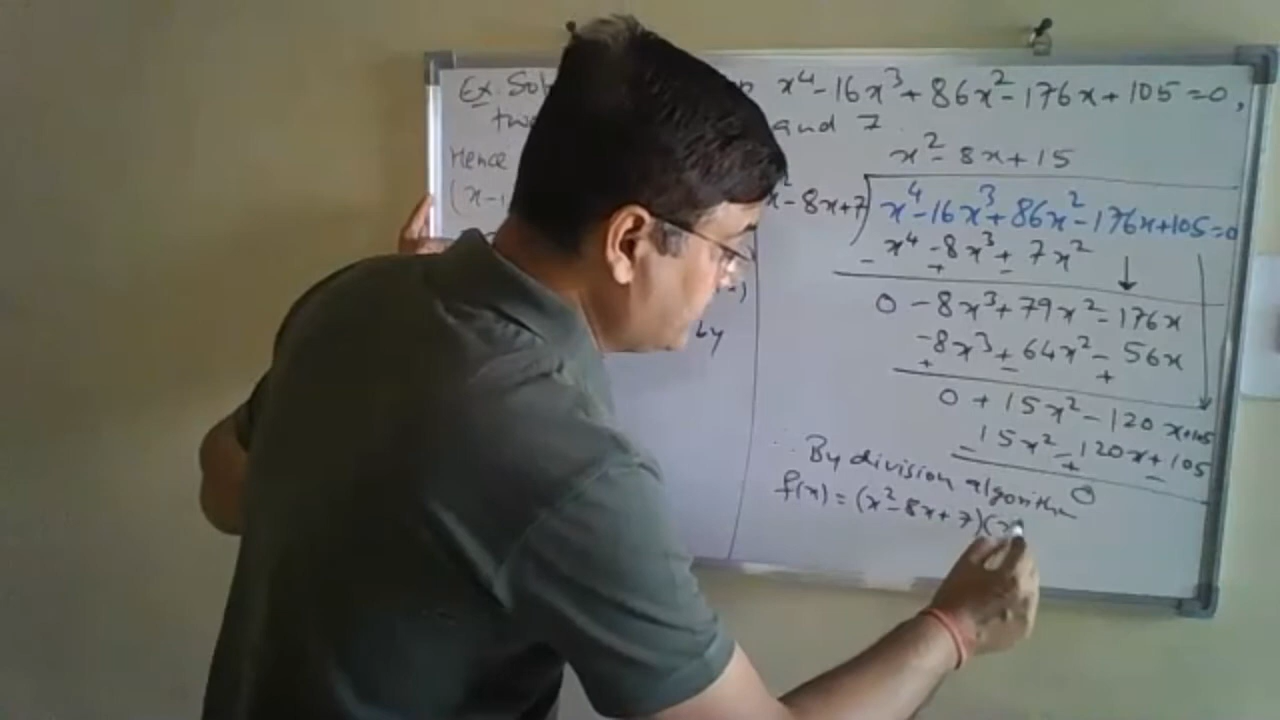 Ex. Sol x⁴ - 16x³ + 86x² - 176x + 105 = 0,
two and 7.
Hence
(x-1
by
x² - 8x + 15
x² - 8x + 7) x⁴ - 16x³ + 86x² - 176x + 105 = 0
x⁴ - 8x³ + 7x²
- + -
0 - 8x³ + 79x² - 176x
-8x³ + 64x² - 56x
+ - +
0 + 15x² - 120x + 105
15x² - 120x + 105
- + -
0
∴ By division algorithm
f(x) = (x² - 8x + 7)(x